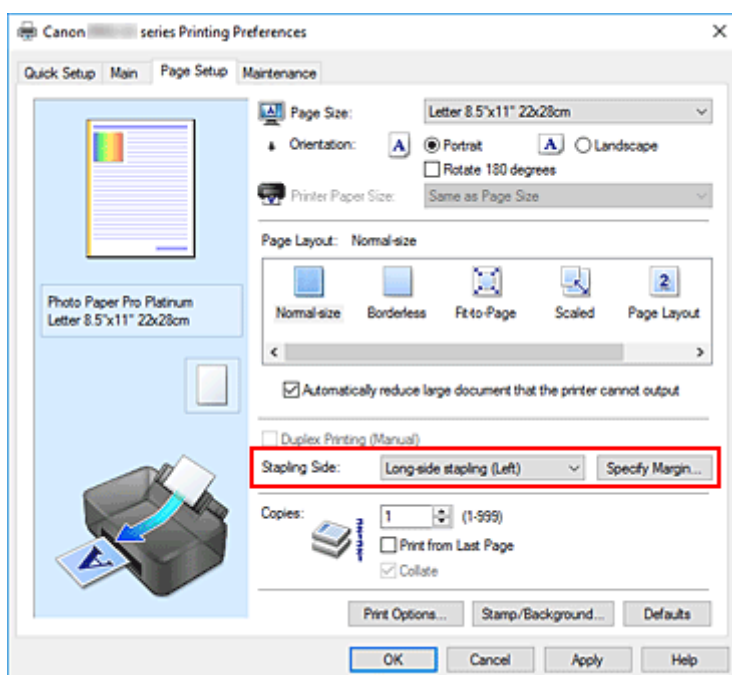 Canon series Printing Preferences
Quick Setup Main Page Setup Maintenance
Page Size: Letter 8.5"x11" 22x28cm
Orientation: A Portrait A Landscape
Rotate 180 degrees
Printer Paper Size: Same as Page Size
Page Layout: Normal-size
2
Normal-size Borderless Fit-to-Page Scaled Page Layout
Photo Paper Pro Platinum
Letter 8.5"x11" 22x28cm
Automatically reduce large document that the printer cannot output
Duplex Printing (Manual)
Stapling Side: Long-side stapling (Left) Specify Margin...
Copies: 1 (1-999)
Print from Last Page
Collate
A
Print Options... Stamp/Background... Defaults
OK Cancel Apply Help